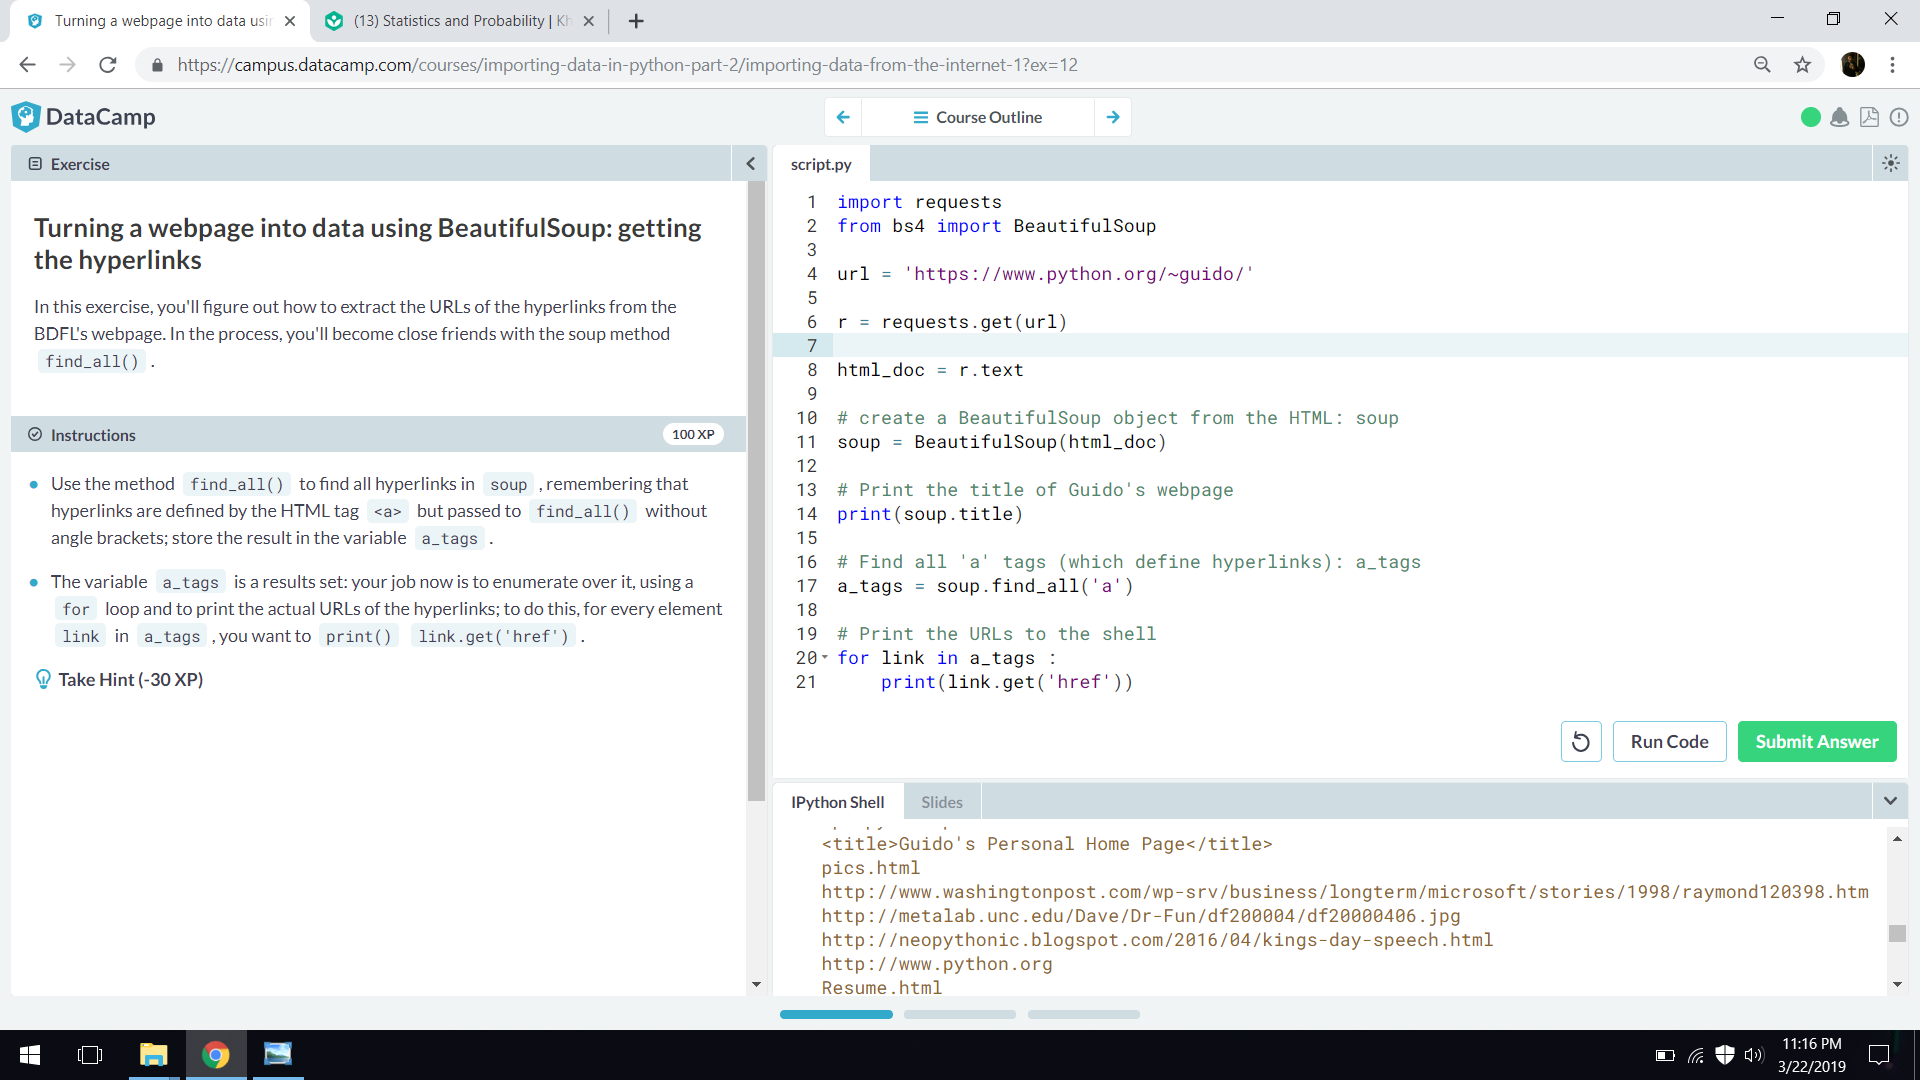 Turning a webpage into data usin
(13) Statistics and Probability | Kh
https://campus.datacamp.com/courses/importing-data-in-python-part-2/importing-data-from-the-internet-1?ex=12
DataCamp
Course Outline
Exercise
Turning a webpage into data using BeautifulSoup: getting
the hyperlinks
In this exercise, you'll figure out how to extract the URLs of the hyperlinks from the
BDFL's webpage. In the process, you'll become close friends with the soup method
find_all() .
Instructions
100 XP
Use the method find_all() to find all hyperlinks in soup , remembering that
hyperlinks are defined by the HTML tag <a> but passed to find_all() without
angle brackets; store the result in the variable a_tags .
The variable a_tags is a results set: your job now is to enumerate over it, using a
for loop and to print the actual URLs of the hyperlinks; to do this, for every element
link in a_tags , you want to print() link.get('href') .
Take Hint (-30 XP)
script.py
1 import requests
2 from bs4 import BeautifulSoup
3
4 url = 'https://www.python.org/~guido/'
5
6 r = requests.get(url)
7
8 html_doc = r.text
9
10 # create a BeautifulSoup object from the HTML: soup
11 soup = BeautifulSoup(html_doc)
12
13 # Print the title of Guido's webpage
14 print(soup.title)
15
16 # Find all 'a' tags (which define hyperlinks): a_tags
17 a_tags = soup.find_all('a')
18
19 # Print the URLs to the shell
20 for link in a_tags :
21 print(link.get('href'))
Run Code
Submit Answer
IPython Shell
Slides
<title>Guido's Personal Home Page</title>
pics.html
http://www.washingtonpost.com/wp-srv/business/longterm/microsoft/stories/1998/raymond120398.htm
http://metalab.unc.edu/Dave/Dr-Fun/df200004/df20000406.jpg
http://neopythonic.blogspot.com/2016/04/kings-day-speech.html
http://www.python.org
Resume.html
11:16 PM
3/22/2019